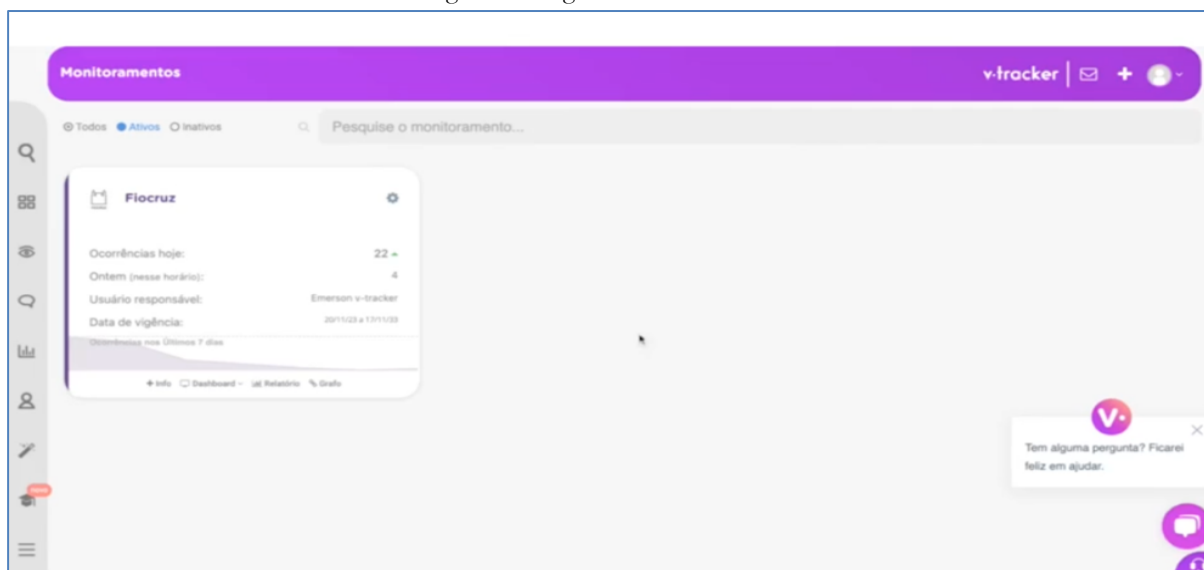 Monitoramentos
v-tracker
Todos Ativos Inativos
Pesquise o monitoramento...
Fiocruz
Ocorrências hoje: 22
Ontem (nesse horário): 4
Usuário responsável: Emerson v-tracker
Data de vigência: 20/11/23 a 17/11/33
Ocorrências nos Últimos 7 dias
+ Info Dashboard Relatório Grafo
Tem alguma pergunta? Ficarei
feliz em ajudar.